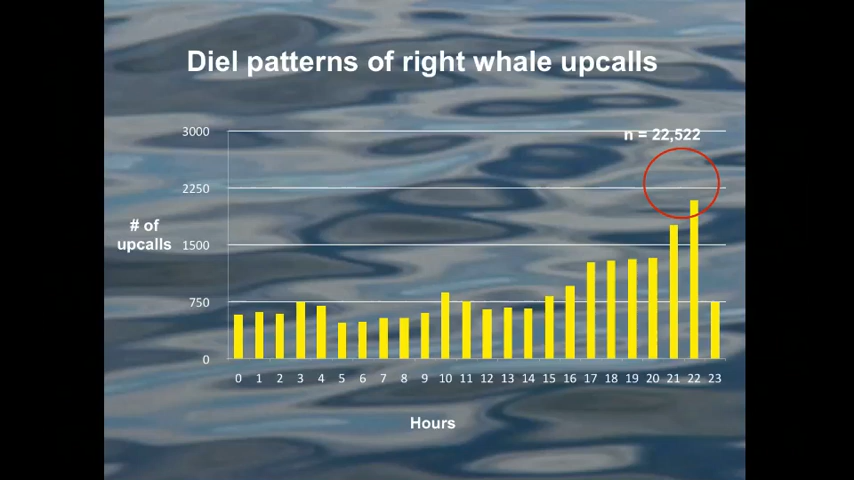 Diel patterns of right whale upcalls
n = 22,522
3000
2250
1500
750
0
# of
upcalls
0 1 2 3 4 5 6 7 8 9 10 11 12 13 14 15 16 17 18 19 20 21 22 23
Hours